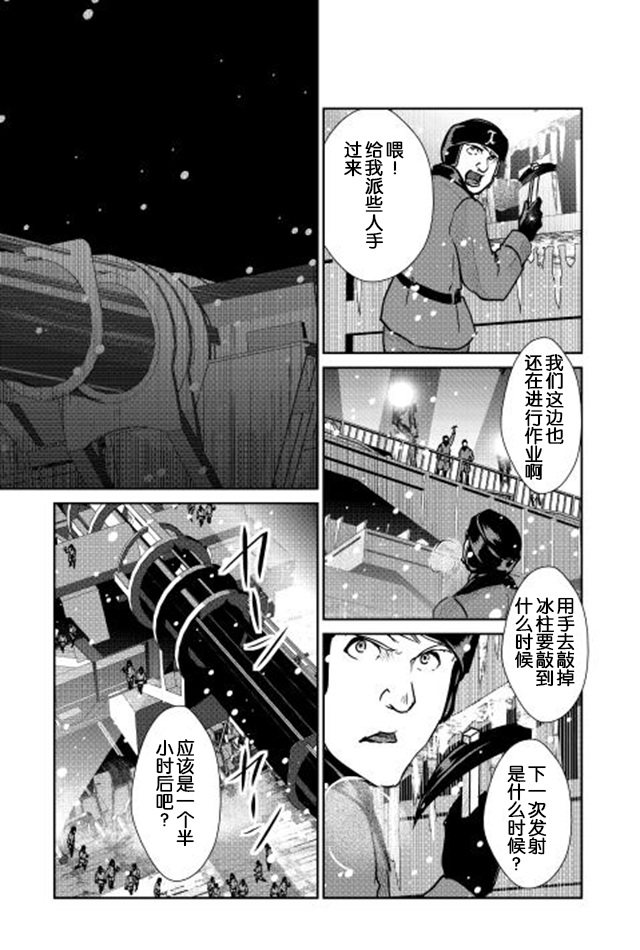 喂！
给我派些人手
过来
我们这边也
还在进行作业啊
用手去敲掉
冰柱要敲到
什么时候
下一次发射
是什么时候？
应该是一个半
小时后吧？